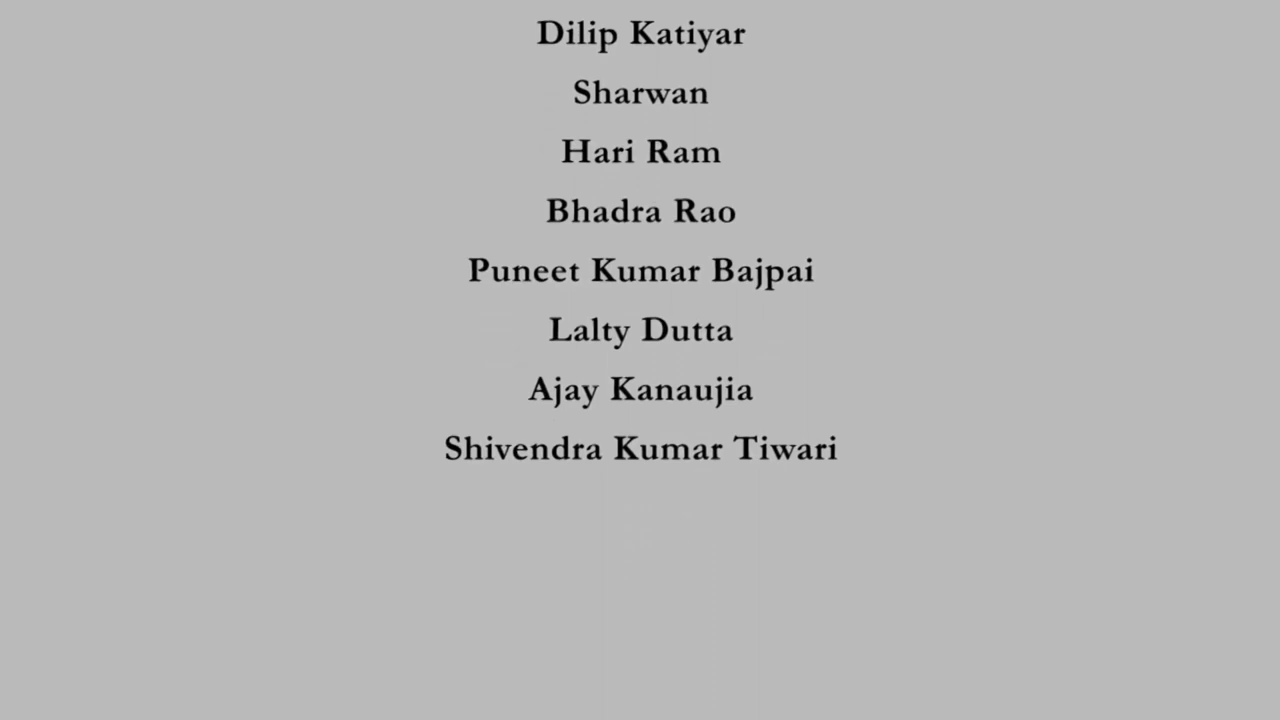 Dilip Katiyar
Sharwan
Hari Ram
Bhadra Rao
Puneet Kumar Bajpai
Lalty Dutta
Ajay Kanaujia
Shivendra Kumar Tiwari